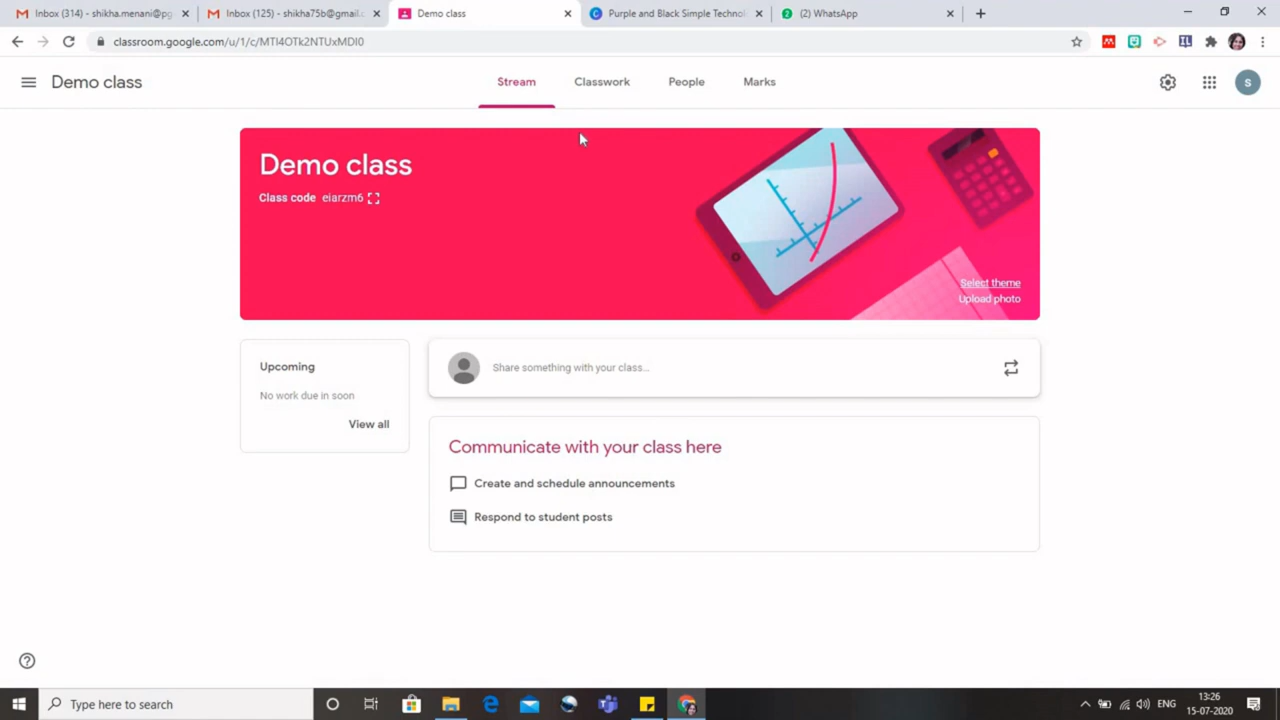 Inbox (314) - shikha.menani@pg
Inbox (125) - shikha75b@gmail.c
Demo class
Purple and Black Simple Technol
(2) WhatsApp
classroom.google.com/u/1/c/MTI4OTk2NTUxMDI0
Demo class
Stream
Classwork
People
Marks
s
Demo class
Class code eiarzm6
Select theme
Upload photo
Upcoming
No work due in soon
View all
Share something with your class...
Communicate with your class here
Create and schedule announcements
Respond to student posts
Type here to search
ENG
13:26
15-07-2020